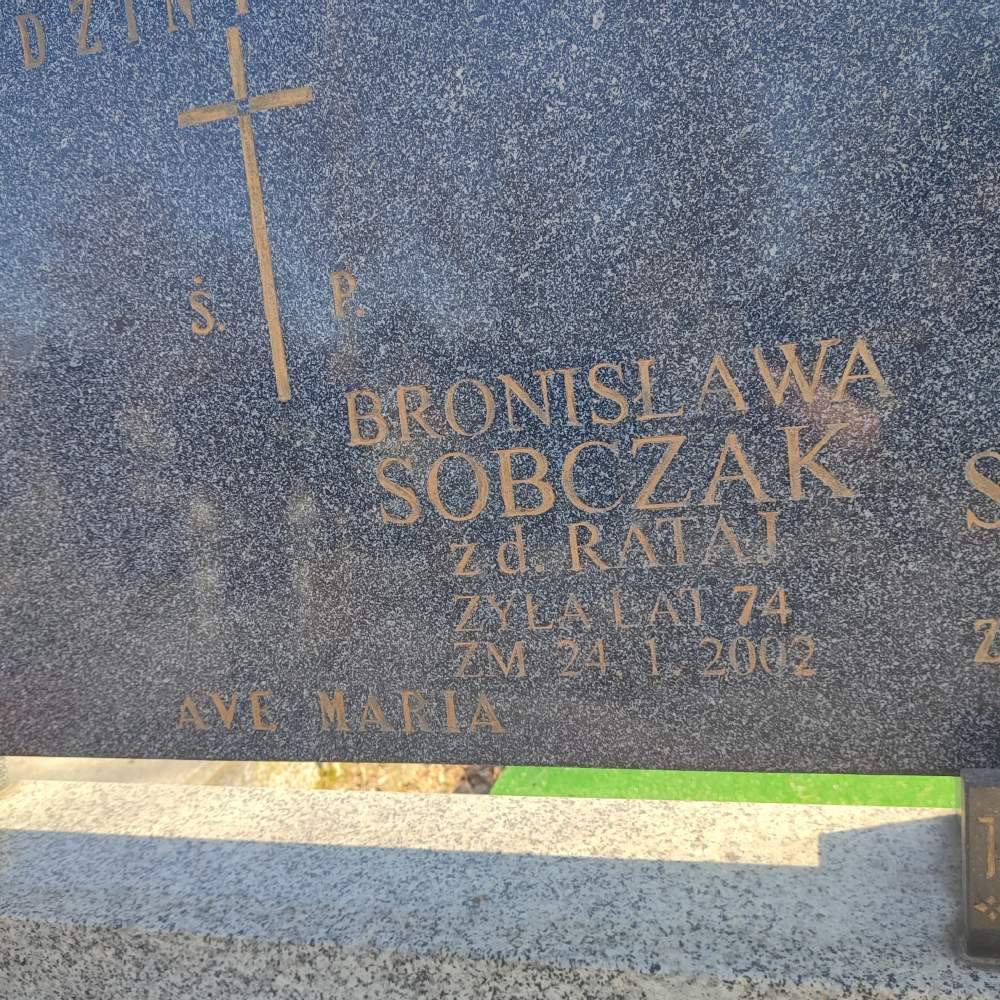 Ś. P.
BRONISŁAWA
SOBCZAK
z d. RATAJ
ŻYŁA LAT 74
ZM 24. 1. 2002
AVE MARIA